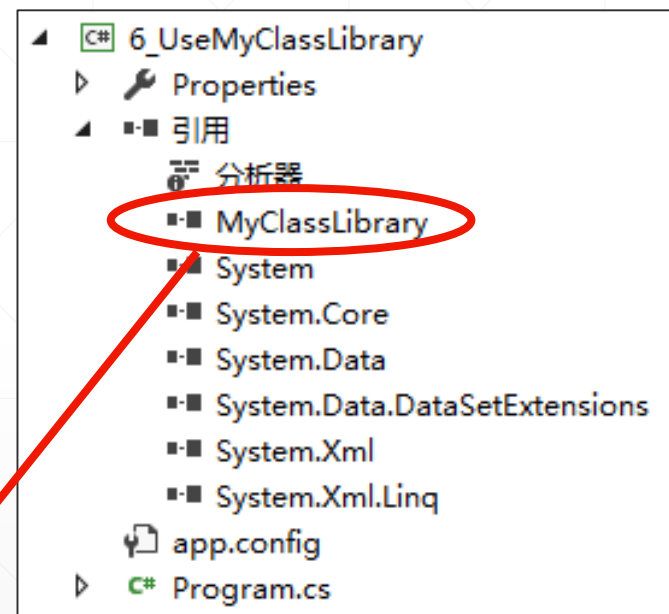 C# 6_UseMyClassLibrary
Properties
引用
分析器
MyClassLibrary
System
System.Core
System.Data
System.Data.DataSetExtensions
System.Xml
System.Xml.Linq
app.config
C# Program.cs